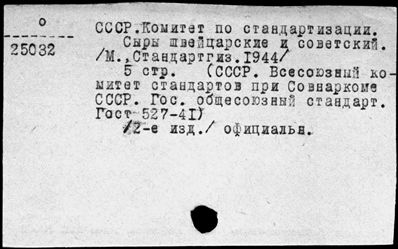 о
25032
СССР.Комитет по стандартизации.
Сыры швейцарские и советский.
/М.,Стандартгиз.1944/
5 стр. (СССР. Всесоюзный ко-
митет стандартов при Совнаркоме
СССР. Гос. общесоюзный стандарт.
Гост 527-41)
/2-е изд./ официальн.